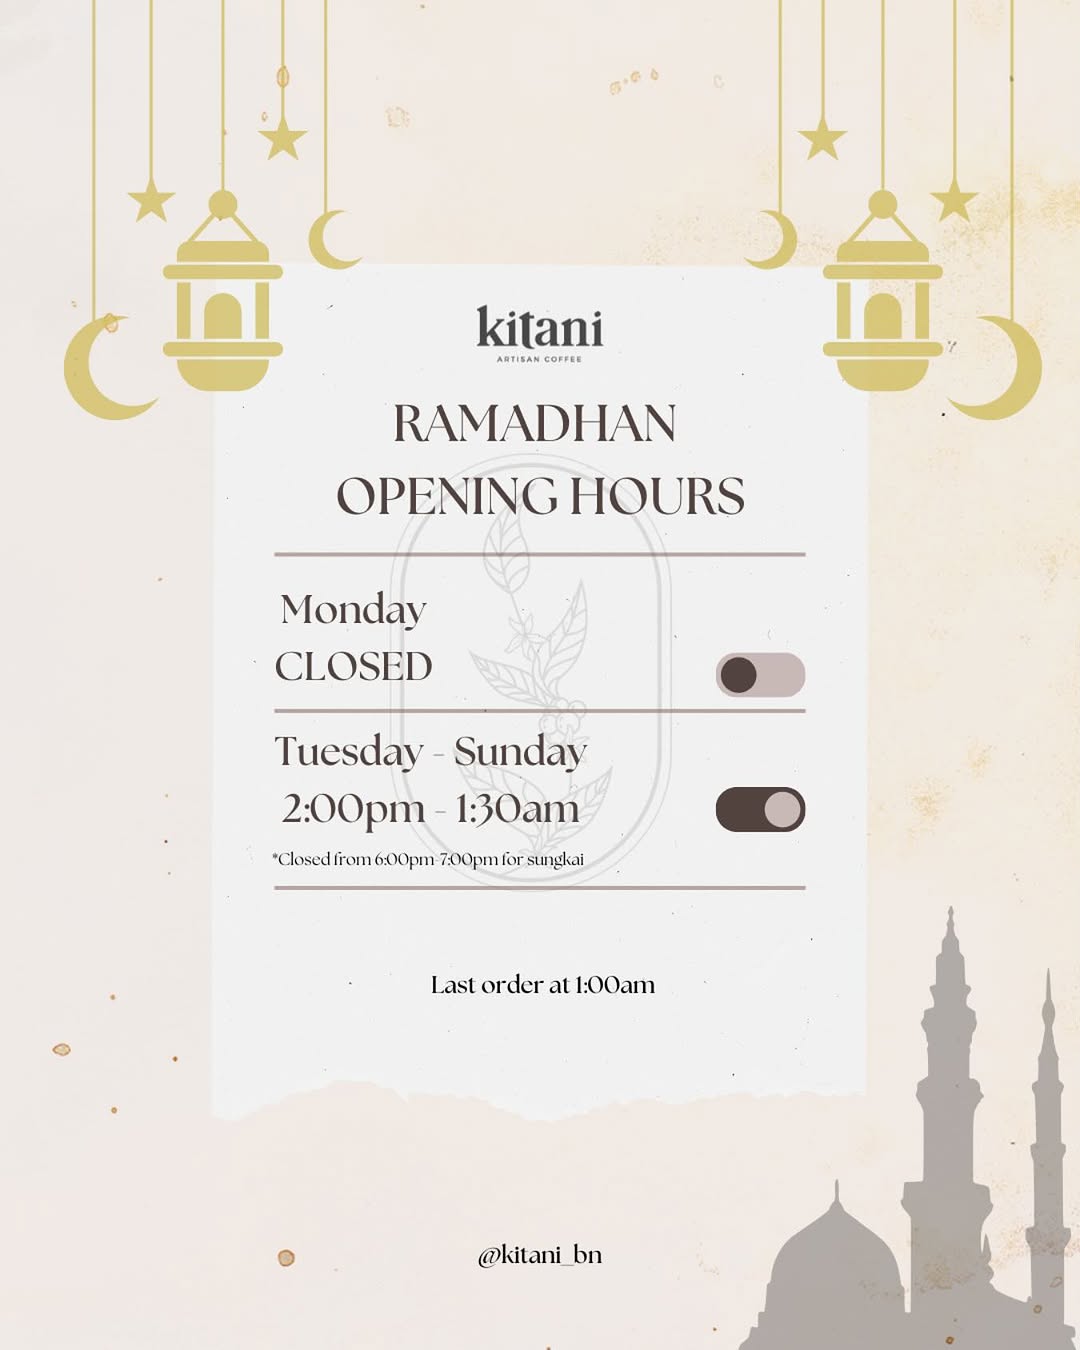 kitani
ARTISAN COFFEE
RAMADHAN
OPENING HOURS
Monday
CLOSED
Tuesday - Sunday
2:00pm - 1:30am
*Closed from 6:00pm-7:00pm for sungkai
Last order at 1:00am
@kitani_bn